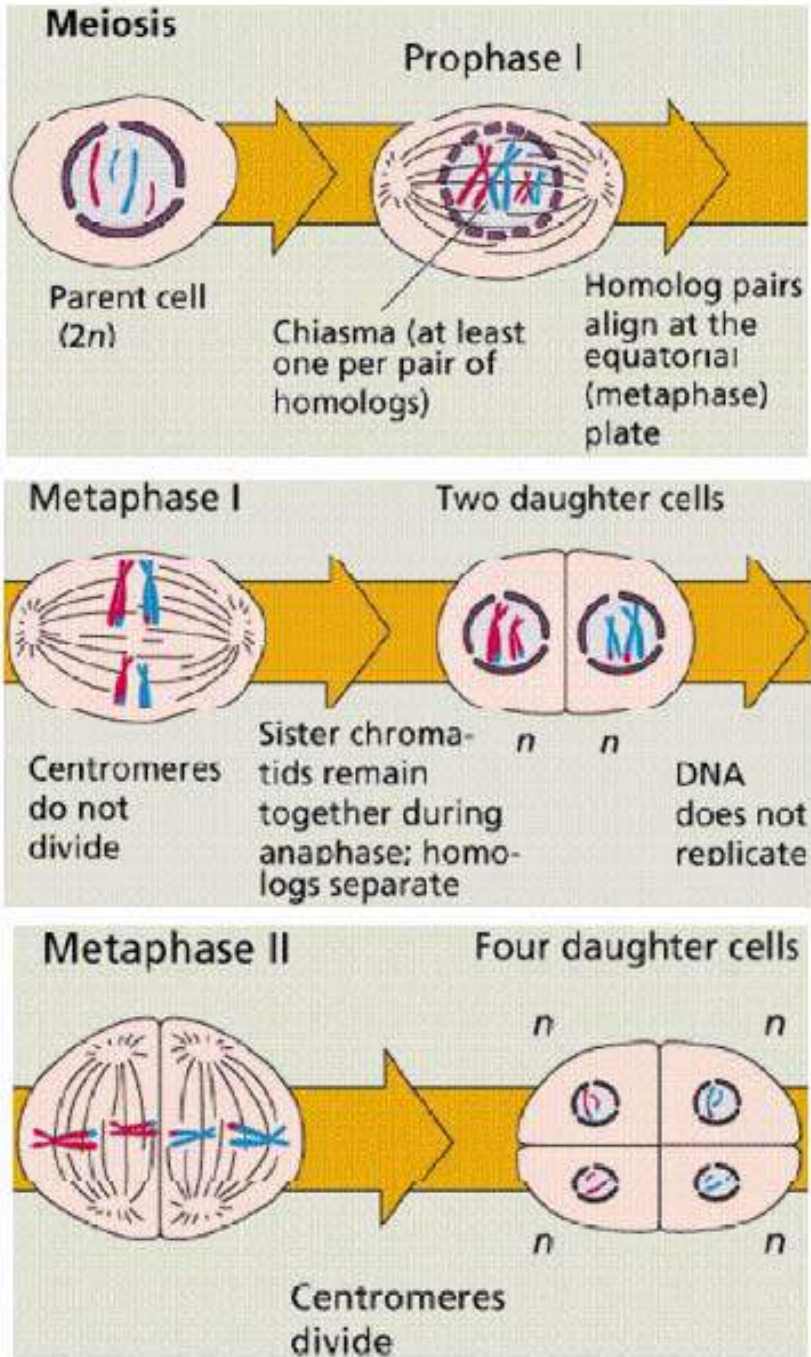 Meiosis
Prophase I
Parent cell
(2n)
Chiasma (at least
one per pair of
homologs)
Homolog pairs
align at the
equatorial
(metaphase)
plate
Metaphase I
Two daughter cells
Centromeres
do not
divide
Sister chroma-
tids remain
together during
anaphase; homo-
logs separate
n n
DNA
does not
replicate
Metaphase II
Four daughter cells
n n
n n
Centromeres
divide